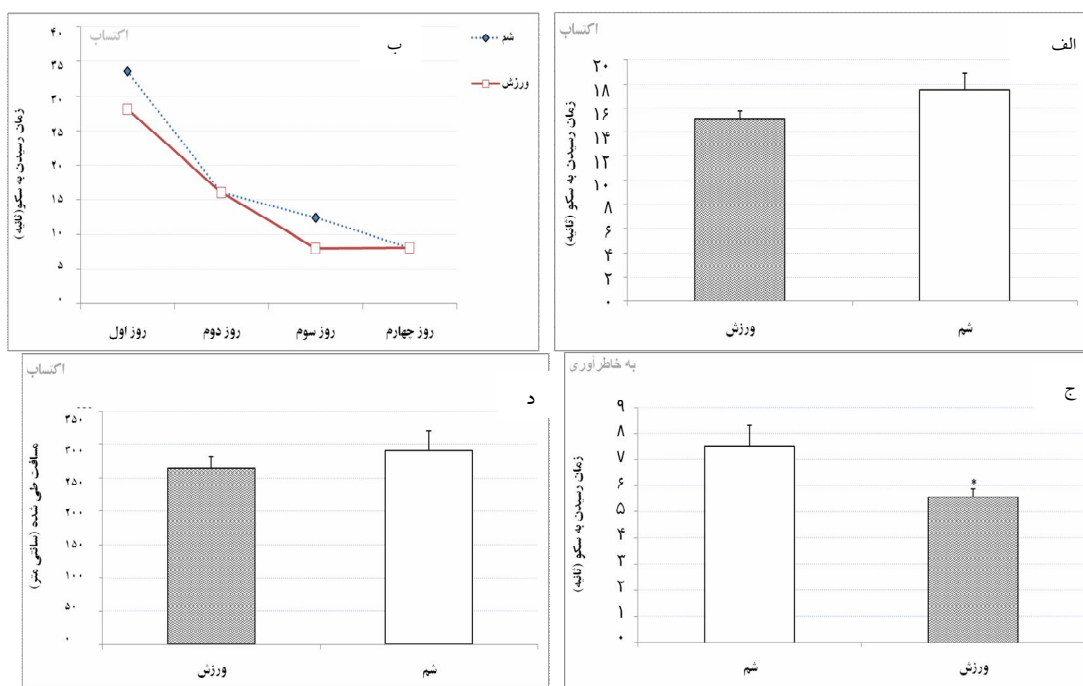 اکتساب
الف
زمان رسیدن به سکو (ثانیه)
۲۰
۱۸
۱۶
۱۴
۱۲
۱۰
۸
۶
۴
۲
۰
ورزش
شم
اکتساب
ب
شم
ورزش
زمان رسیدن به سکو(ثانیه)
۴۰
۳۵
۳۰
۲۵
۲۰
۱۵
۱۰
۵
۰
روز اول
روز دوم
روز سوم
روز چهارم
به خاطرآوری
ج
زمان رسیدن به سکو (ثانیه)
۹
۸
۷
۶
۵
۴
۳
۲
۱
۰
*
شم
ورزش
اکتساب
د
مسافت طی شده (سانتی متر)
۳۵۰
۳۰۰
۲۵۰
۲۰۰
۱۵۰
۱۰۰
۵۰
۰
ورزش
شم